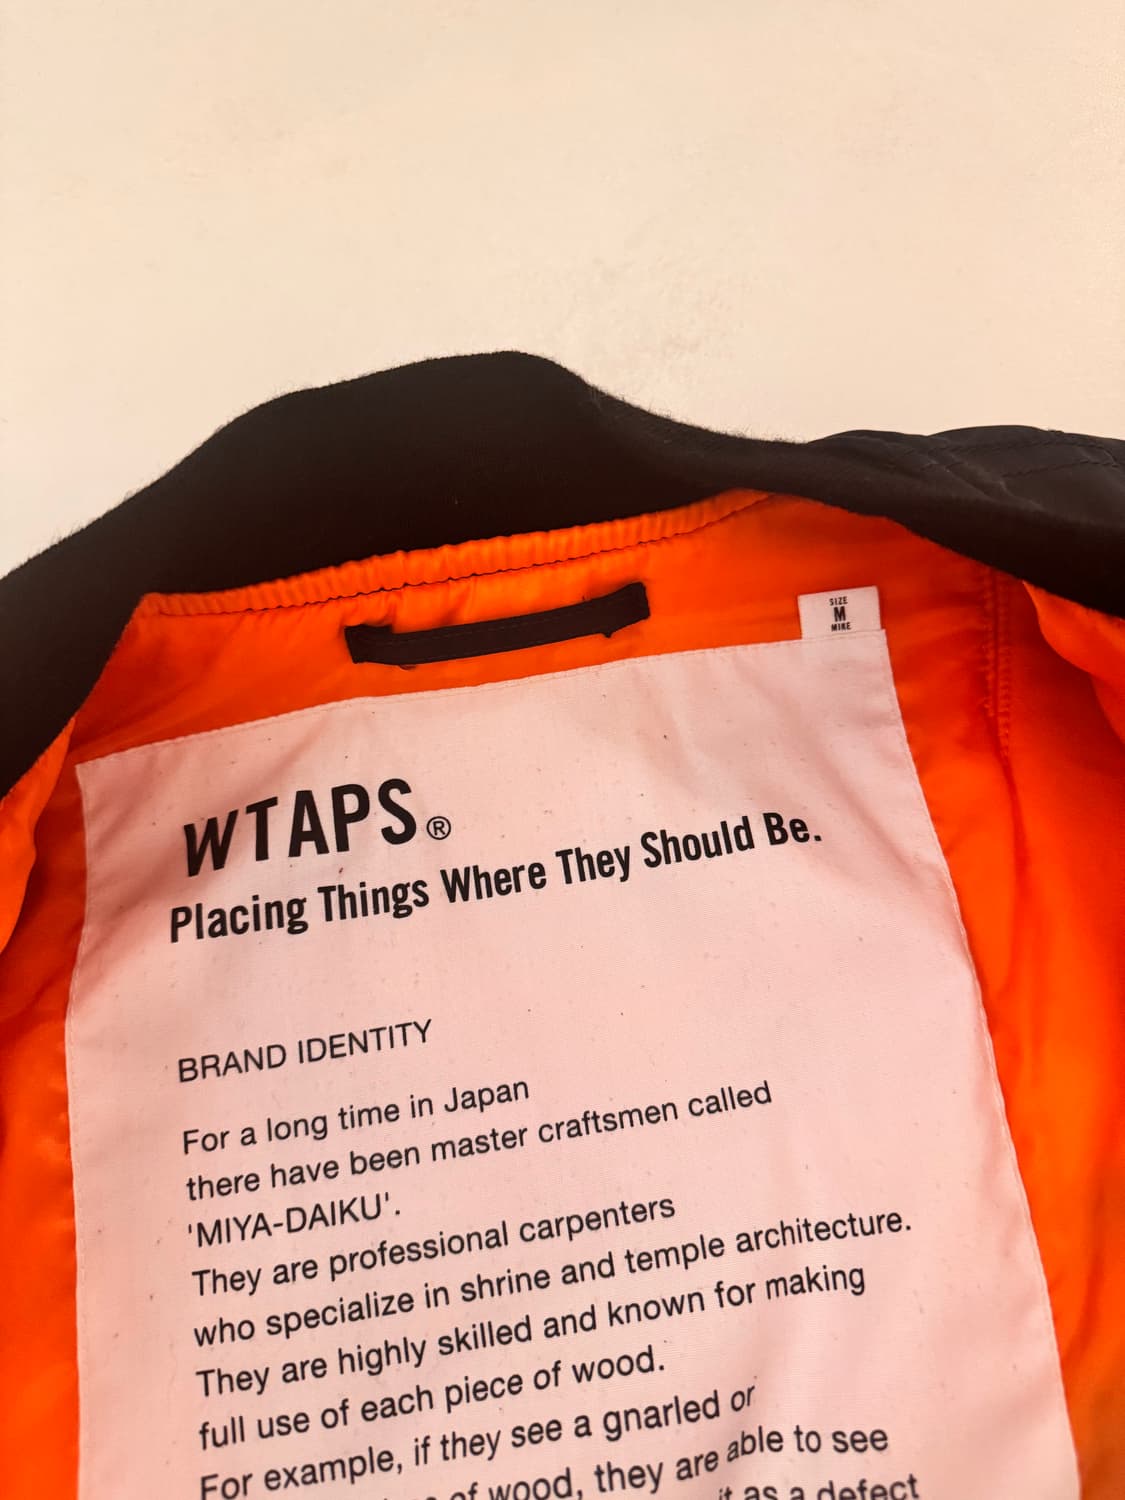 SIZE
M
MIKE
WTAPS®
Placing Things Where They Should Be.
BRAND IDENTITY
For a long time in Japan
there have been master craftsmen called
'MIYA-DAIKU'.
They are professional carpenters
who specialize in shrine and temple architecture.
They are highly skilled and known for making
full use of each piece of wood.
For example, if they see a gnarled or
of wood, they are able to see
it as a defect